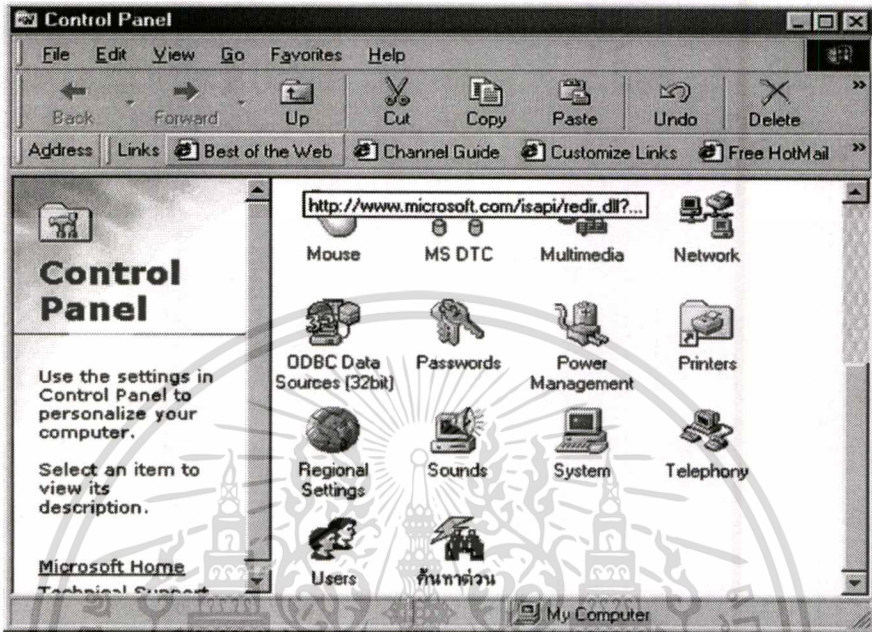 Control Panel
File Edit View Go Favorites Help
Back Forward Up Cut Copy Paste Undo Delete »
Address Links Best of the Web Channel Guide Customize Links Free HotMail »
http://www.microsoft.com/isapi/redir.dll?...
Control
Panel
Use the settings in
Control Panel to
personalize your
computer.
Select an item to
view its
description.
Microsoft Home
Technical Support
Mouse MS DTC Multimedia Network
ODBC Data
Sources (32bit) Passwords Power
Management Printers
Regional
Settings Sounds System Telephony
Users ค้นหาด่วน
My Computer